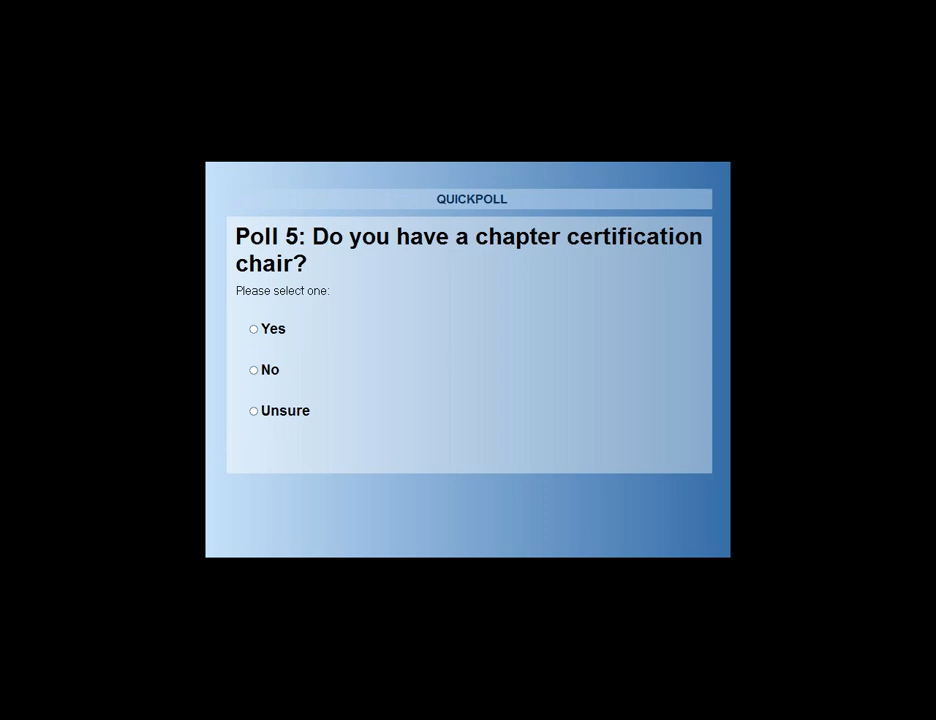 QUICKPOLL
Poll 5: Do you have a chapter certification
chair?
Please select one:
Yes
No
Unsure